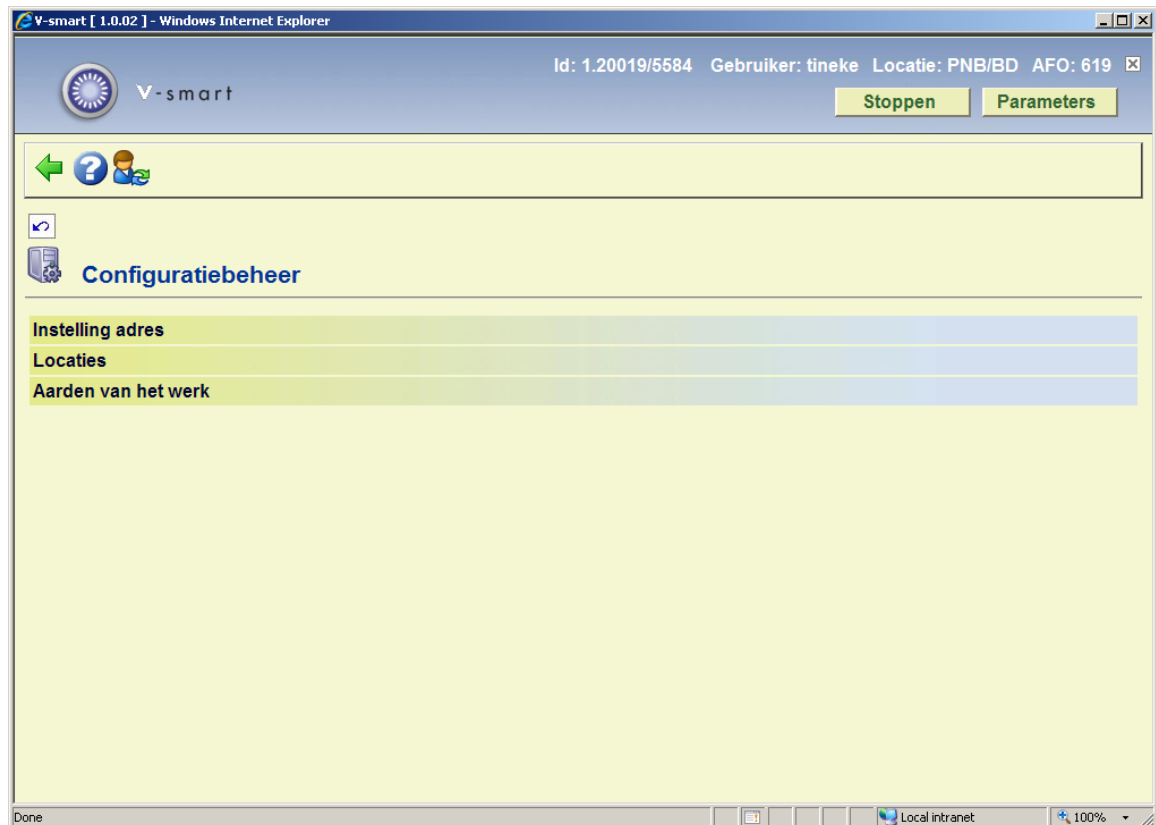 V-smart [ 1.0.02 ] - Windows Internet Explorer
Id: 1.20019/5584 Gebruiker: tineke Locatie: PNB/BD AFO: 619
V-smart
Stoppen Parameters
Configuratiebeheer
Instelling adres
Locaties
Aarden van het werk
Done Local intranet 100%